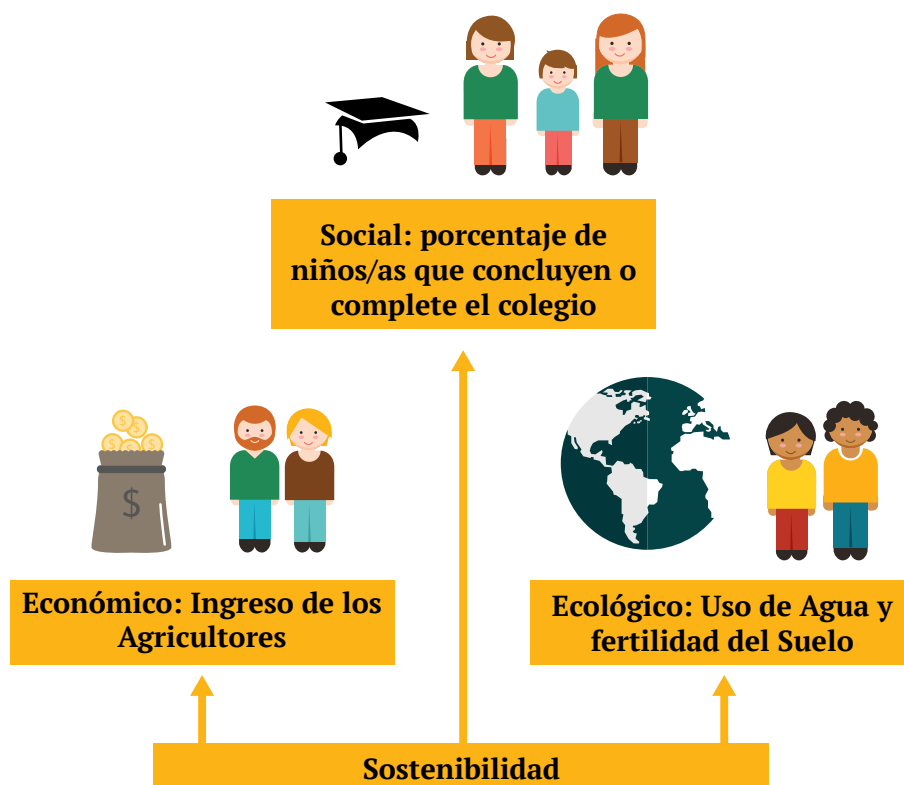 Social: porcentaje de
niños/as que concluyen o
complete el colegio
$
$
$
$
$
$
Económico: Ingreso de los
Agricultores
Ecológico: Uso de Agua y
fertilidad del Suelo
Sostenibilidad